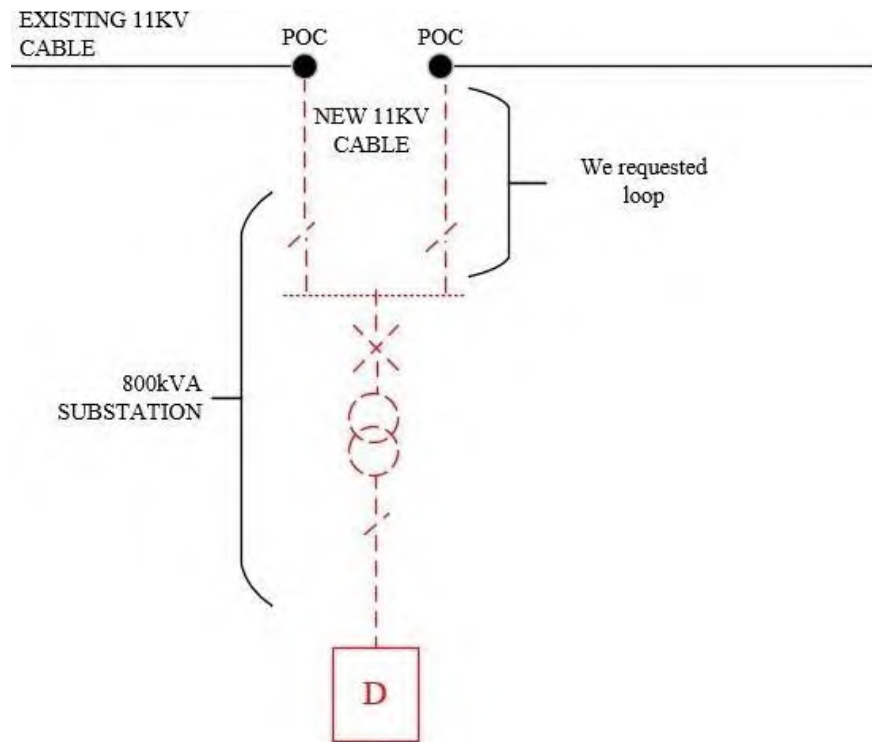 EXISTING 11KV
CABLE
POC
POC
NEW 11KV
CABLE
We requested
loop
800kVA
SUBSTATION
D